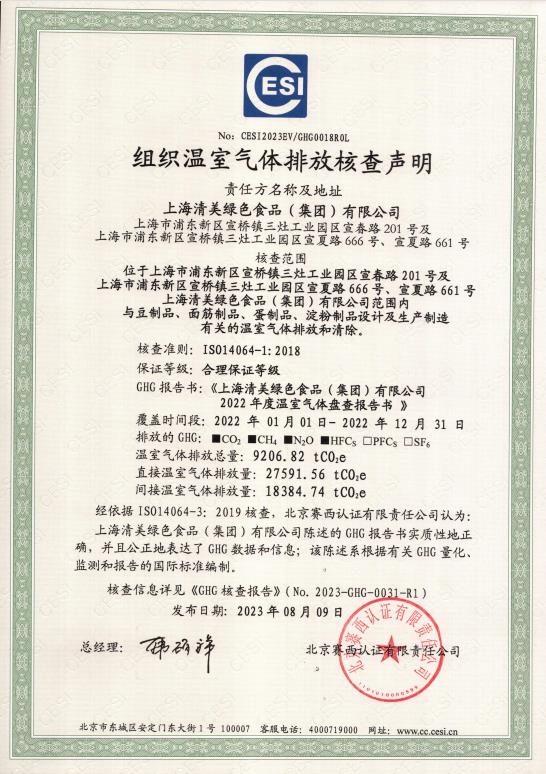 CESI
No: CESI2023EV/GHG0018R0L
组织温室气体排放核查声明
责任方名称及地址
上海清美绿色食品（集团）有限公司
上海市浦东新区宣桥镇三灶工业园区宣春路 201 号及
上海市浦东新区宣桥镇三灶工业园区宣夏路 666 号、宣夏路 661 号
核查范围
位于上海市浦东新区宣桥镇三灶工业园区宣春路 201 号及
上海市浦东新区宣桥镇三灶工业园区宣夏路 666 号、宣夏路 661 号
上海清美绿色食品（集团）有限公司范围内
与豆制品、面筋制品、蛋制品、淀粉制品设计及生产制造
有关的温室气体排放和清除。
核查准则: ISO14064-1: 2018
保证等级: 合理保证等级
GHG 报告书:《上海清美绿色食品（集团）有限公司
2022 年度温室气体盘查报告书 》
覆盖时间段: 2022 年 01 月 01 日- 2022 年 12 月 31 日
排放的 GHG: ■CO₂ ■CH₄ ■N₂O ■HFCS □PFCS □SF₆
温室气体排放总量: 9206.82 tCO₂e
直接温室气体排放量: 27591.56 tCO₂e
间接温室气体排放量: 18384.74 tCO₂e
经依据 ISO14064-3: 2019 核查，北京赛西认证有限责任公司认为:
上海清美绿色食品（集团）有限公司陈述的 GHG 报告书实质性地正
确，并且公正地表达了 GHG 数据和信息；该陈述系根据有关 GHG 量化、
监测和报告的国际标准编制。
核查信息详见《GHG 核查报告》（No. 2023-GHG-0031-R1）
发布日期: 2023 年 08 月 09 日
总经理:
北京赛西认证有限责任公司
北京赛西认证有限责任公司
北京市东城区安定门东大街 1 号 100007 客服电话: 4000719000 网址: www.cc.cesi.cn